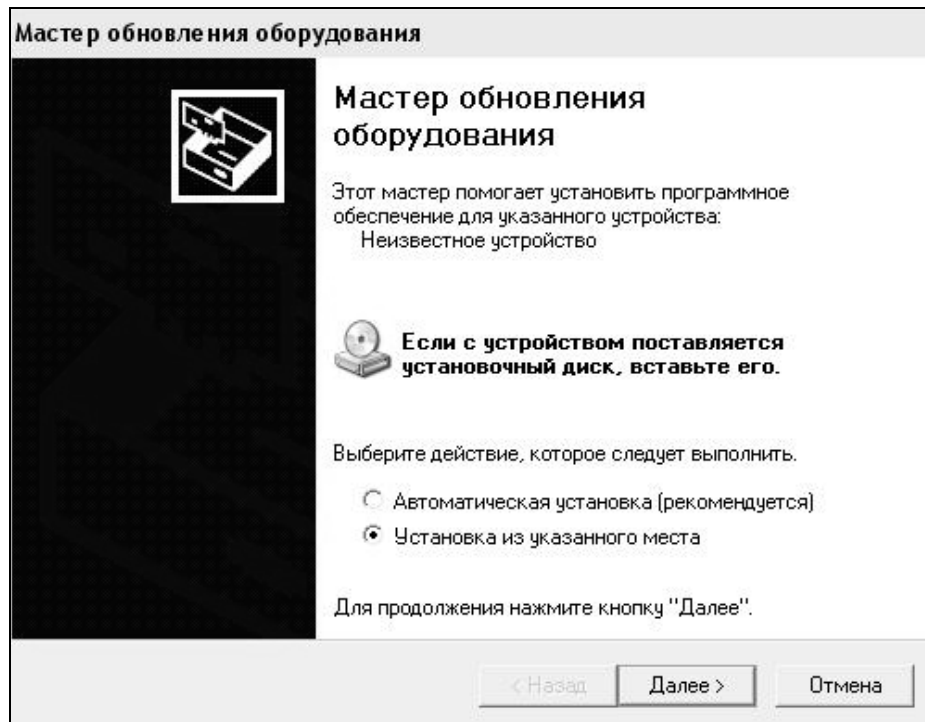 Мастер обновления оборудования
Мастер обновления
оборудования
Этот мастер помогает установить программное
обеспечение для указанного устройства:
Неизвестное устройство
Если с устройством поставляется
установочный диск, вставьте его.
Выберите действие, которое следует выполнить.
Автоматическая установка (рекомендуется)
Установка из указанного места
Для продолжения нажмите кнопку "Далее".
< Назад Далее > Отмена